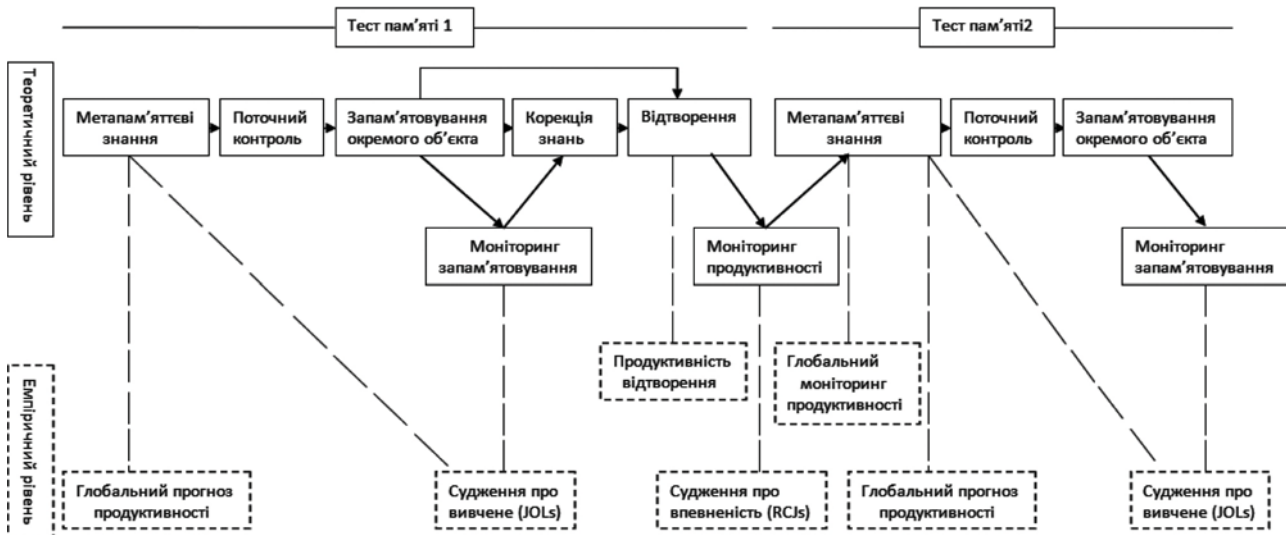 Тест пам’яті 1
Тест пам’яті2
Теоретичний рівень
Метапам’яттєві
знання
Поточний
контроль
Запам’ятовування
окремого об’єкта
Корекція
знань
Відтворення
Метапам’яттєві
знання
Поточний
контроль
Запам’ятовування
окремого об’єкта
Моніторинг
запам’ятовування
Моніторинг
продуктивності
Моніторинг
запам’ятовування
Емпіричний рівень
Продуктивність
відтворення
Глобальний
моніторинг
продуктивності
Глобальний прогноз
продуктивності
Судження про
вивчене (JOLs)
Судження про
впевненість (RCJs)
Глобальний прогноз
продуктивності
Судження про
вивчене (JOLs)